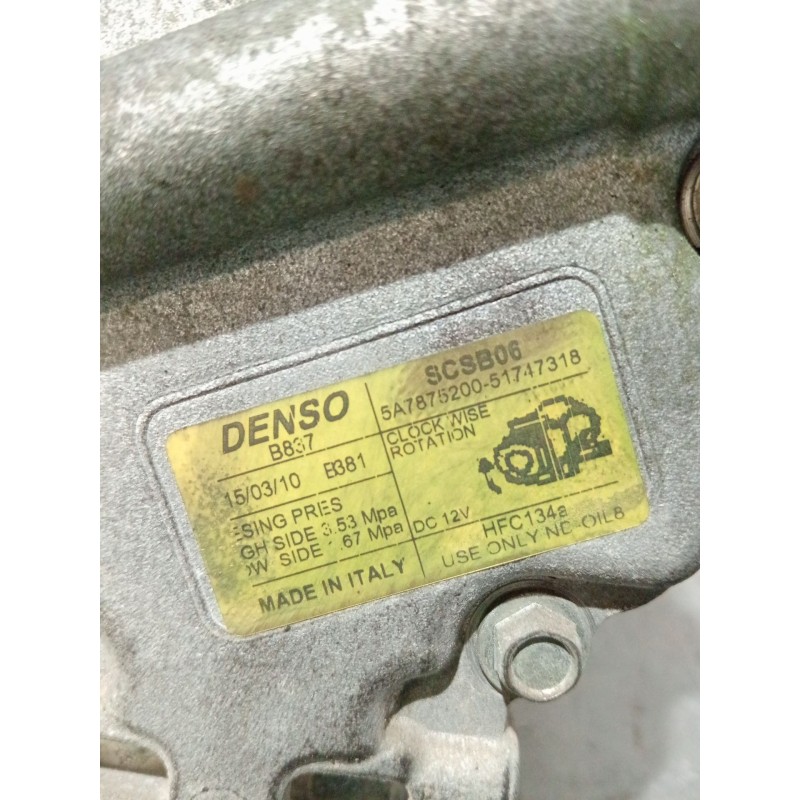 DENSO
SCSB06
B837
5A7875200-51747318
15/03/10 B381
CLOCK WISE
ROTATION
SING PRES
GH SIDE 3.53 Mpa
SIDE .67 Mpa
DC 12V
HFC134a
MADE IN ITALY
USE ONLY ND-OIL8